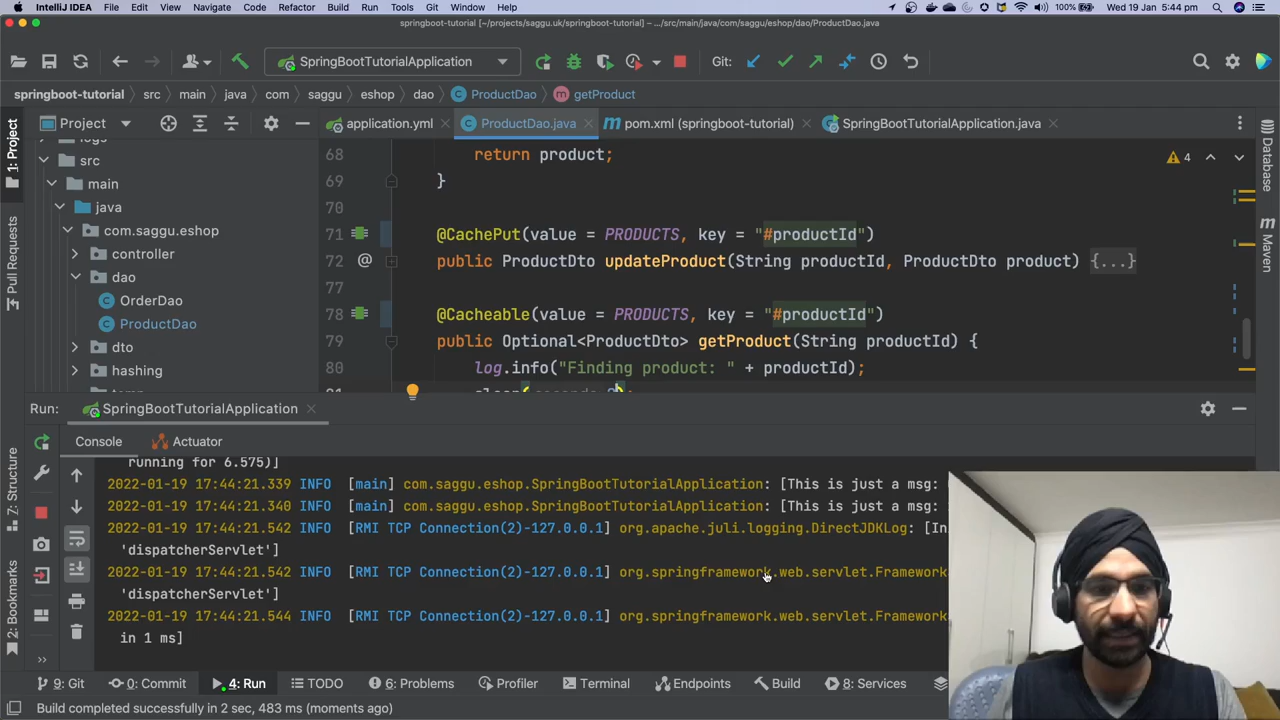 IntelliJ IDEA File Edit View Navigate Code Refactor Build Run Tools Git Window Help 100% Wed 19 Jan 5:44 pm
springboot-tutorial [~/projects/saggu.uk/springboot-tutorial] – .../src/main/java/com/saggu/eshop/dao/ProductDao.java
SpringBootTutorialApplication Git:
springboot-tutorial src main java com saggu eshop dao ProductDao getProduct
Project application.yml ProductDao.java pom.xml (springboot-tutorial) SpringBootTutorialApplication.java
1: Project
Pull Requests
Z: Structure
2: Bookmarks
Database
Maven
src
main
java
com.saggu.eshop
controller
dao
OrderDao
ProductDao
dto
hashing
4
68 return product;
69 }
70
71 @CachePut(value = PRODUCTS, key = "#productId")
72 @ public ProductDto updateProduct(String productId, ProductDto product) {...}
77
78 @Cacheable(value = PRODUCTS, key = "#productId")
79 public Optional<ProductDto> getProduct(String productId) {
80 log.info("Finding product: " + productId);
Run: SpringBootTutorialApplication
Console Actuator
running for 6.575)]
2022-01-19 17:44:21.339 INFO [main] com.saggu.eshop.SpringBootTutorialApplication: [This is just a msg:
2022-01-19 17:44:21.340 INFO [main] com.saggu.eshop.SpringBootTutorialApplication: [This is just a msg:
2022-01-19 17:44:21.542 INFO [RMI TCP Connection(2)-127.0.0.1] org.apache.juli.logging.DirectJDKLog: [In
'dispatcherServlet']
2022-01-19 17:44:21.542 INFO [RMI TCP Connection(2)-127.0.0.1] org.springframework.web.servlet.Framework
'dispatcherServlet']
2022-01-19 17:44:21.544 INFO [RMI TCP Connection(2)-127.0.0.1] org.springframework.web.servlet.Framework
in 1 ms]
9: Git 0: Commit 4: Run TODO 6: Problems Profiler Terminal Endpoints Build 8: Services
Build completed successfully in 2 sec, 483 ms (moments ago)